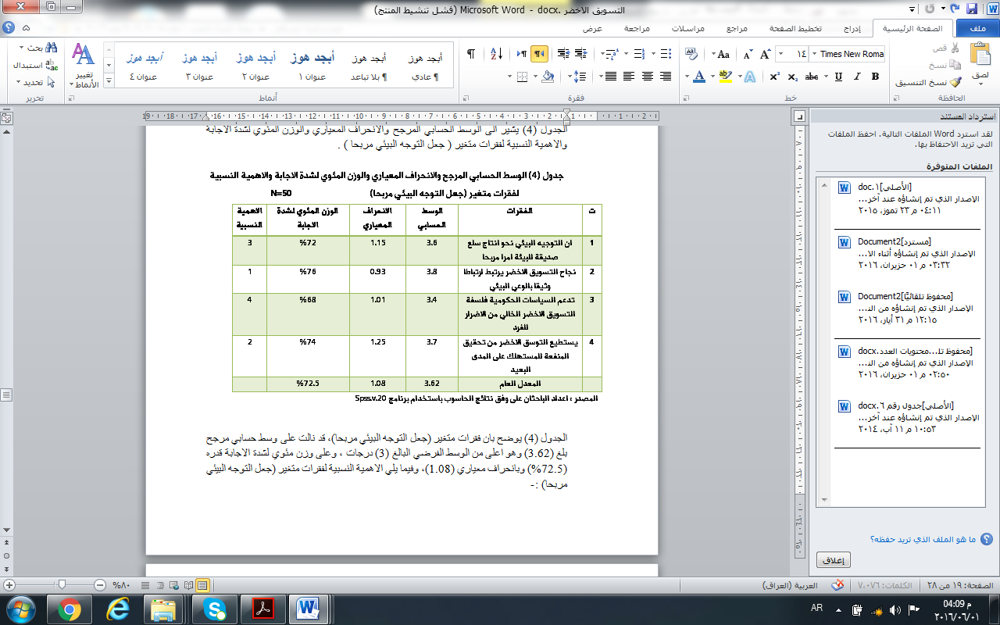 التسويق الاخضر .docx - Microsoft Word (فشل تنشيط المنتج)
ملف
الصفحة الرئيسية
إدراج
تخطيط الصفحة
مراجع
مراسلات
مراجعة
عرض
لصق
قص
نسخ
نسخ التنسيق
الحافظة
Times New Roma
١٤
خط
فقرة
أبجد هوز
¶ عادي
أبجد هوز
¶ بلا تباعد
أبجد هوز
عنوان ١
أبجد هوز
عنوان ٢
أبجد هوز
عنوان ٣
أبجد هوز
عنوان ٤
تغيير
الأنماط
أنماط
بحث
استبدال
تحديد
تحرير
استرداد المستند
لقد استرد Word الملفات التالية. احفظ الملفات
التي تريد الاحتفاظ بها.
الملفات المتوفرة
doc.١[الأصلي]
الإصدار الذي تم إنشاؤه عند آخر...
٠٤:١١ م ٢٣ تموز، ٢٠١٥
Document2[مسترد]
الإصدار الذي تم إنشاؤه أثناء الا...
٠٣:٣٢ م ٠١ حزيران، ٢٠١٦
Document2[محفوظ تلقائيًا]
الإصدار الذي تم إنشاؤه من الت...
١٢:١٥ م ٣١ أيار، ٢٠١٦
docx.محتويات العدد...[محفوظ تل
الإصدار الذي تم إنشاؤه من الت...
٠٢:٥٠ م ٠١ حزيران، ٢٠١٦
docx.جدول رقم ٦[الأصلي]
الإصدار الذي تم إنشاؤه عند آخر...
١٠:٥٣ م ١١ آب، ٢٠١٤
ما هو الملف الذي تريد حفظه؟
إغلاق
الجدول (4) يشير الى الوسط الحسابي المرجح والانحراف المعياري والوزن المئوي لشدة الاجابة
والاهمية النسبية لفقرات متغير ( جعل التوجه البيئي مربحا ) .
جدول (4) الوسط الحسابي المرجح والانحراف المعياري والوزن المئوي لشدة الاجابة والاهمية النسبية
لفقرات متغير (جعل التوجه البيئي مربحا) N=50
ت الفقرات الوسط الحسابي الانحراف المعياري الوزن المئوي لشدة الاجابة الاهمية النسبية
1 ان التوجيه البيئي نحو انتاج سلع 3.6 1.15 %72 3
صديقة للبيئة امرا مربحا
2 نجاح التسويق الاخضر يرتبط ارتباطا 3.8 0.93 %76 1
وثيقا بالوعي البيئي
3 تدعم السياسات الحكومية فلسفة 3.4 1.01 %68 4
التسويق الاخضر الخالي من الاضرار
للفرد
4 يستطيع التوسق الاخضر من تحقيق 3.7 1.25 %74 2
المنفعة للمستهلك على المدى
البعيد
المعدل العام 3.62 1.08 %72.5
المصدر : اعداد الباحثان على وفق نتائج الحاسوب باستخدام برنامج Spss.v.20
الجدول (4) يوضح بان فقرات متغير (جعل التوجه البيئي مربحا)، قد نالت على وسط حسابي مرجح
بلغ (3.62) وهو اعلى من الوسط الفرضي البالغ (3) درجات ، وعلى وزن مئوي لشدة الاجابة قدره
(72.5%) وبانحراف معياري (1.08)، وفيما يلي الاهمية النسبية لفقرات متغير (جعل التوجه البيئي
مربحا) :-
الصفحة: ١٩ من ٢٨
الكلمات: ٧،٠٧٦
العربية (العراق)
٨٠%
AR
04:09 م
٢٠١٦/٠٦/٠١